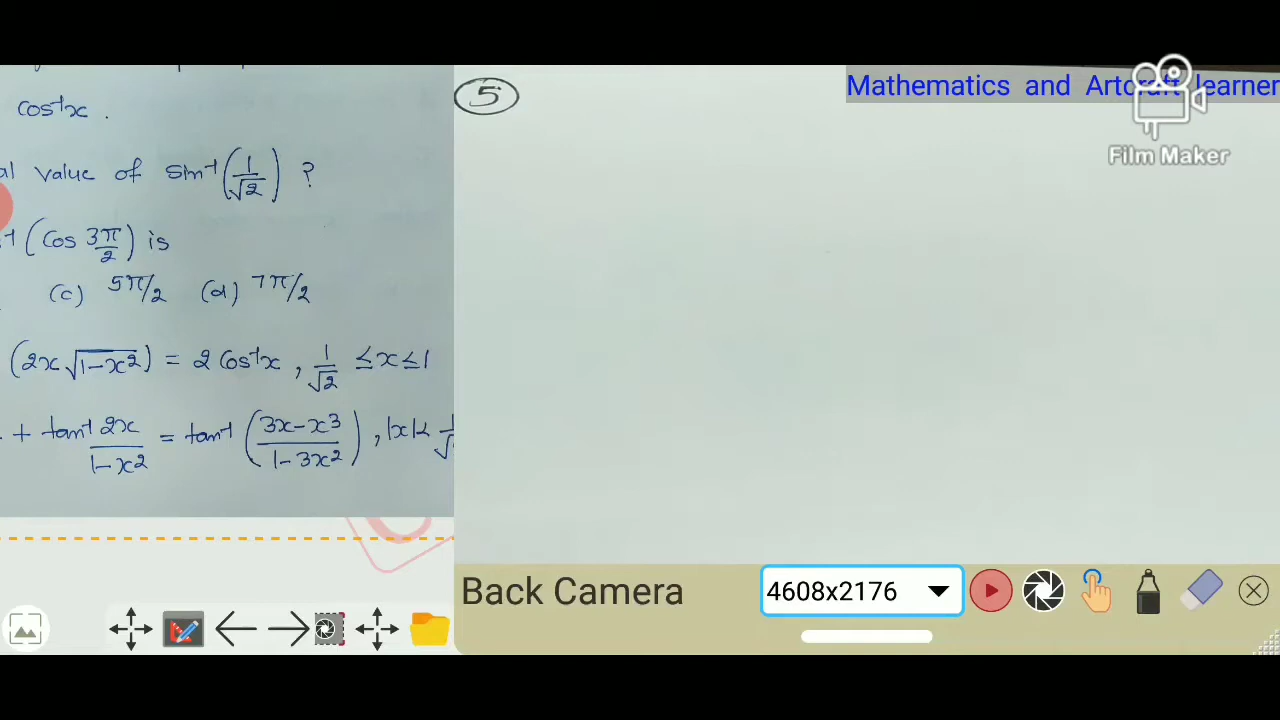 cos⁻¹x .
al value of sin⁻¹(1/√2) ?
(cos 3π/2) is
(c) 5π/2 (d) 7π/2
(2x√1-x²) = 2 cos⁻¹x , 1/√2 ≤ x ≤ 1
+ tan⁻¹ 2x/1-x² = tan⁻¹ (3x-x³/1-3x²) , |x| < 1/√
5
Mathematics and Artcraft learner
Film Maker
Back Camera
4608x2176